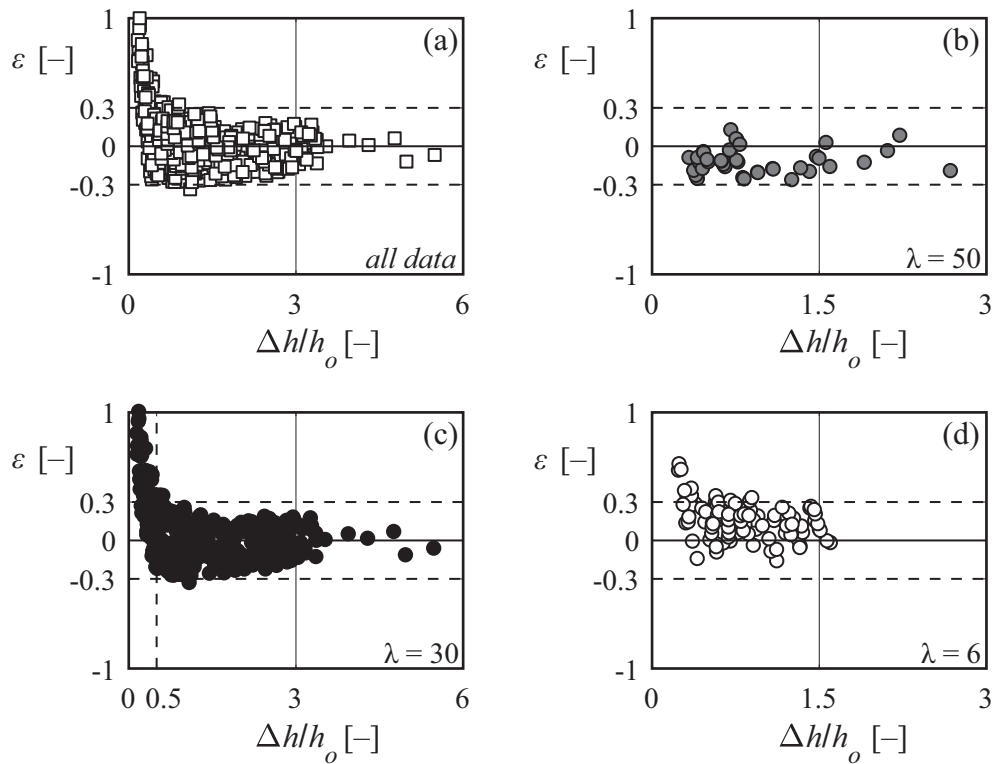 (a)
ε [–]
1
0.3
0
-0.3
-1
all data
0 3 6
Δh/h_o [–]
(b)
ε [–]
1
0.3
0
-0.3
-1
λ = 50
0 1.5 3
Δh/h_o [–]
(c)
ε [–]
1
0.3
0
-0.3
-1
λ = 30
0 0.5 3 6
Δh/h_o [–]
(d)
ε [–]
1
0.3
0
-0.3
-1
λ = 6
0 1.5 3
Δh/h_o [–]